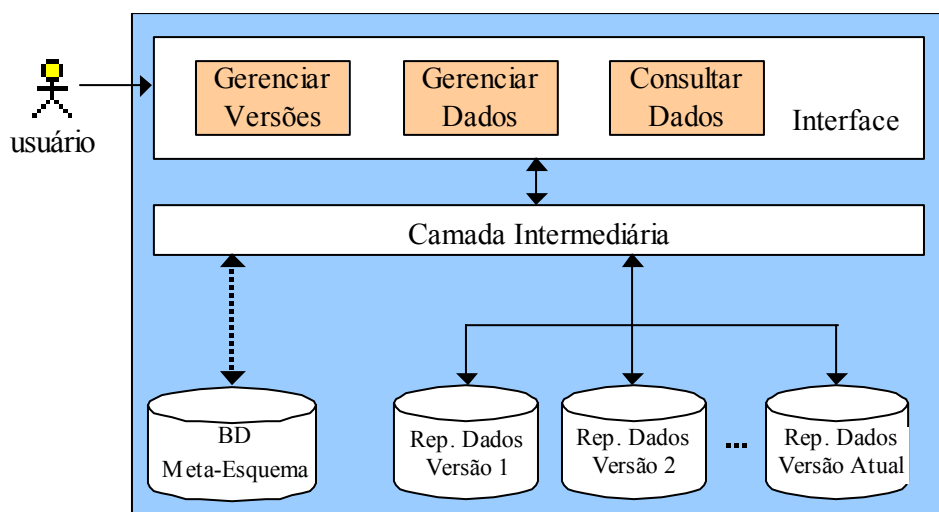 Gerenciar
Versões
Gerenciar
Dados
Consultar
Dados
Interface
usuário
Camada Intermediária
BD
Meta-Esquema
Rep. Dados
Versão 1
Rep. Dados
Versão 2
...
Rep. Dados
Versão Atual